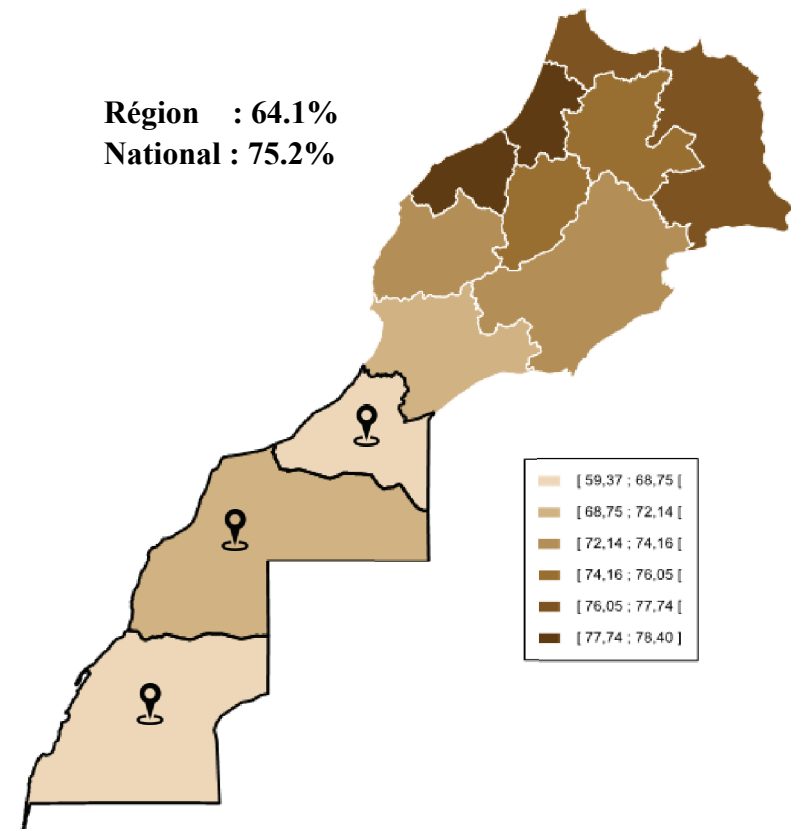 Région : 64.1%
National : 75.2%
[ 59,37 ; 68,75 [
[ 68,75 ; 72,14 [
[ 72,14 ; 74,16 [
[ 74,16 ; 76,05 [
[ 76,05 ; 77,74 [
[ 77,74 ; 78,40 ]